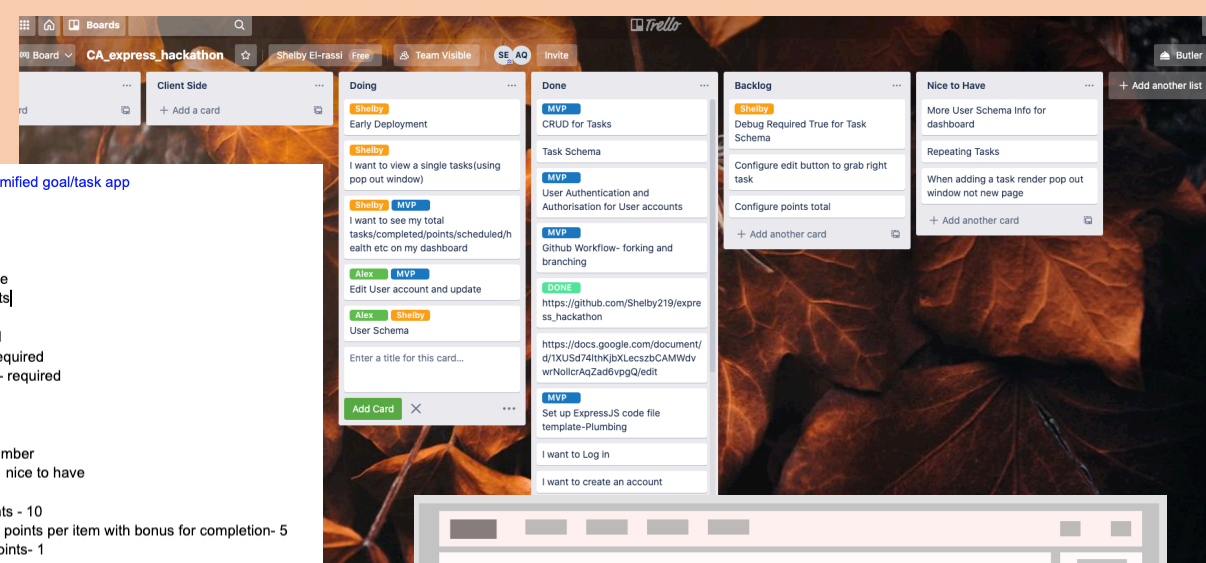 Boards
Trello
Board
CA_express_hackathon
Shelby El-rassi Free
Team Visible
SE AQ
Invite
Butler
Client Side
+ Add a card
Doing
Shelby
Early Deployment
Shelby
I want to view a single tasks(using
pop out window)
Shelby MVP
I want to see my total
tasks/completed/points/scheduled/h
ealth etc on my dashboard
Alex MVP
Edit User account and update
Alex Shelby
User Schema
Enter a title for this card...
Add Card
Done
MVP
CRUD for Tasks
Task Schema
MVP
User Authentication and
Authorisation for User accounts
MVP
Github Workflow- forking and
branching
DONE
https://github.com/Shelby219/expre
ss_hackathon
https://docs.google.com/document/
d/1XUSd74lthKjbXLecszbCAMWdv
wrNollcrAqZad6vpgQ/edit
MVP
Set up ExpressJS code file
template-Plumbing
I want to Log in
I want to create an account
Backlog
Shelby
Debug Required True for Task
Schema
Configure edit button to grab right
task
Configure points total
+ Add another card
Nice to Have
More User Schema Info for
dashboard
Repeating Tasks
When adding a task render pop out
window not new page
+ Add another card
+ Add another list
mified goal/task app
e
ts
equired
- required
mber
nice to have
nts - 10
points per item with bonus for completion- 5
oints- 1